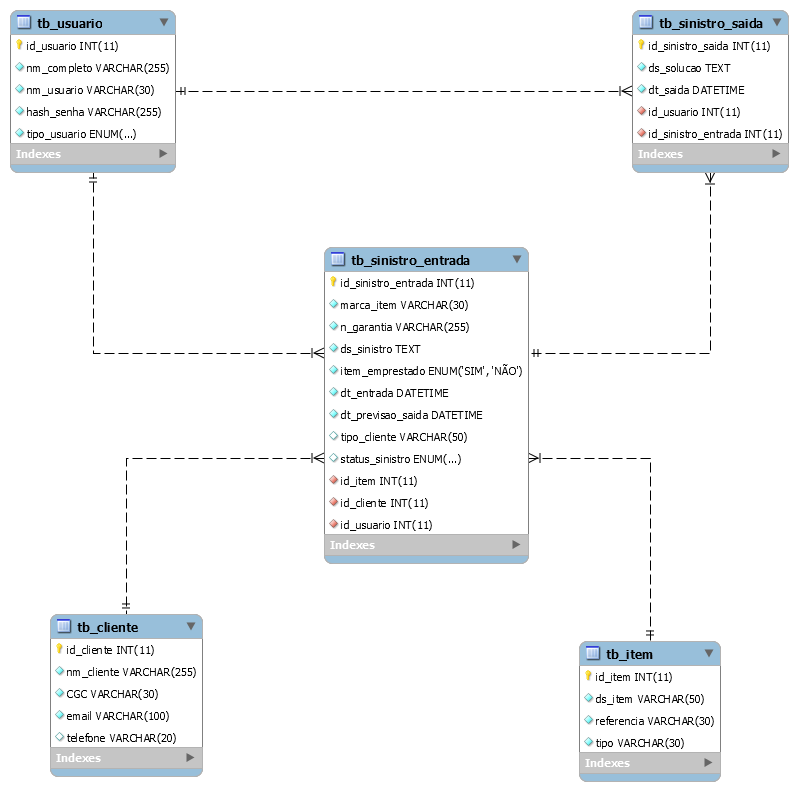 tb_usuario
id_usuario INT(11)
nm_completo VARCHAR(255)
nm_usuario VARCHAR(30)
hash_senha VARCHAR(255)
tipo_usuario ENUM(...)
Indexes
tb_sinistro_saida
id_sinistro_saida INT(11)
ds_solucao TEXT
dt_saida DATETIME
id_usuario INT(11)
id_sinistro_entrada INT(11)
Indexes
tb_sinistro_entrada
id_sinistro_entrada INT(11)
marca_item VARCHAR(30)
n_garantia VARCHAR(255)
ds_sinistro TEXT
item_emprestado ENUM('SIM', 'NÃO')
dt_entrada DATETIME
dt_previsao_saida DATETIME
tipo_cliente VARCHAR(50)
status_sinistro ENUM(...)
id_item INT(11)
id_cliente INT(11)
id_usuario INT(11)
Indexes
tb_cliente
id_cliente INT(11)
nm_cliente VARCHAR(255)
CGC VARCHAR(30)
email VARCHAR(100)
telefone VARCHAR(20)
Indexes
tb_item
id_item INT(11)
ds_item VARCHAR(50)
referencia VARCHAR(30)
tipo VARCHAR(30)
Indexes